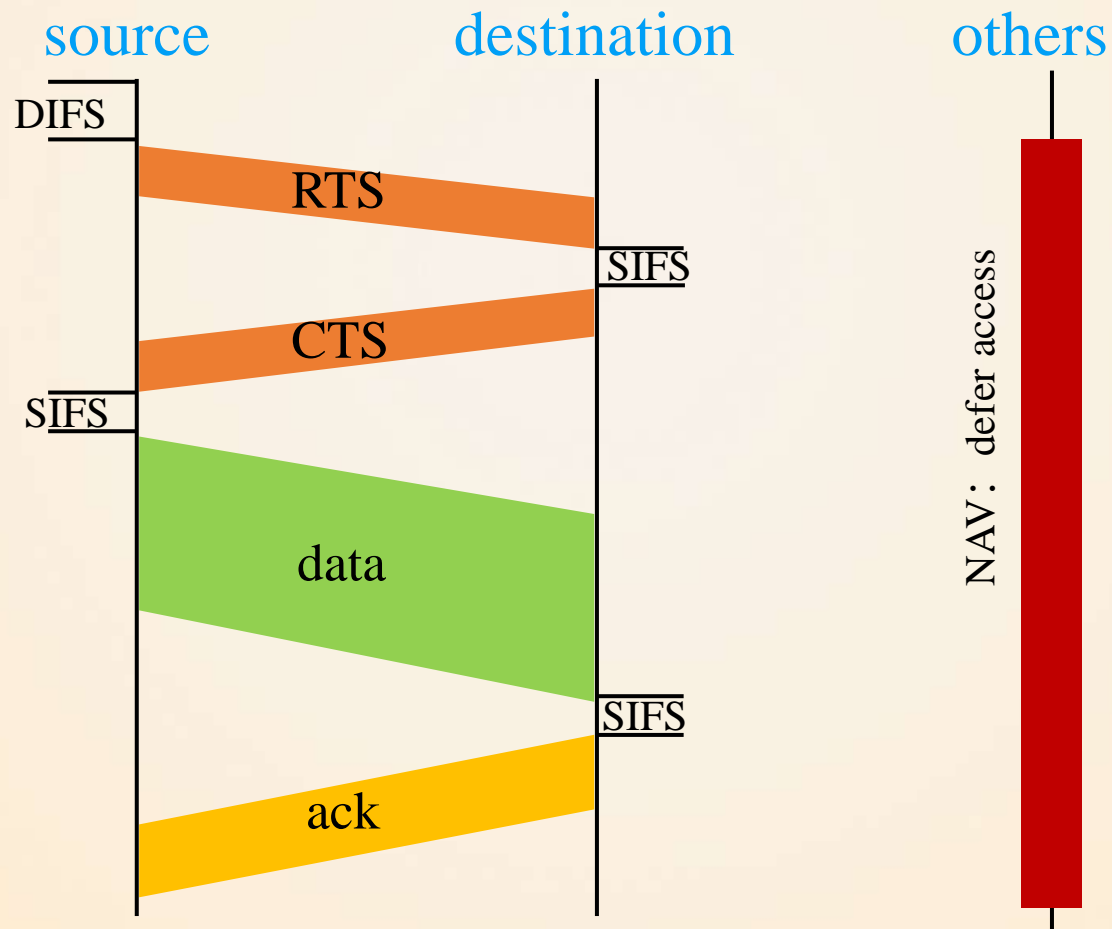 source
destination
others
DIFS
RTS
SIFS
CTS
SIFS
NAV: defer access
data
SIFS
ack